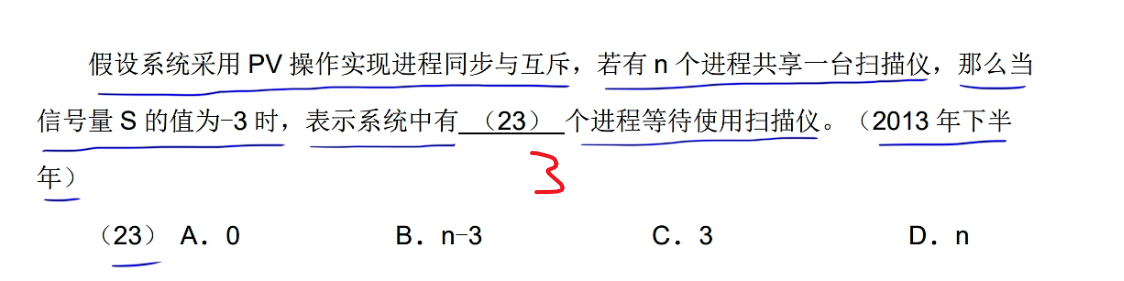 假设系统采用 PV 操作实现进程同步与互斥，若有 n 个进程共享一台扫描仪，那么当
信号量 S 的值为-3 时，表示系统中有 （23） 个进程等待使用扫描仪。（2013 年下半
年）
3
（23） A．0 B．n-3 C．3 D．n